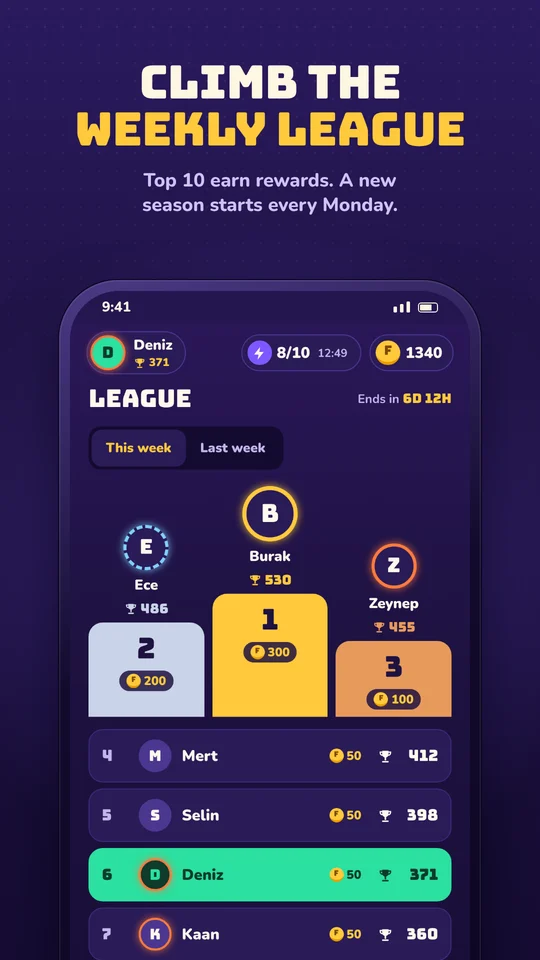 CLIMB THE
WEEKLY LEAGUE
Top 10 earn rewards. A new
season starts every Monday.
9:41
D Deniz 371
8/10 12:49
F 1340
LEAGUE
Ends in 6D 12H
This week Last week
B
Burak
530
E
Ece
486
Z
Zeynep
455
1
F 300
2
F 200
3
F 100
4 M Mert F 50 412
5 S Selin F 50 398
6 D Deniz F 50 371
7 K Kaan F 50 360